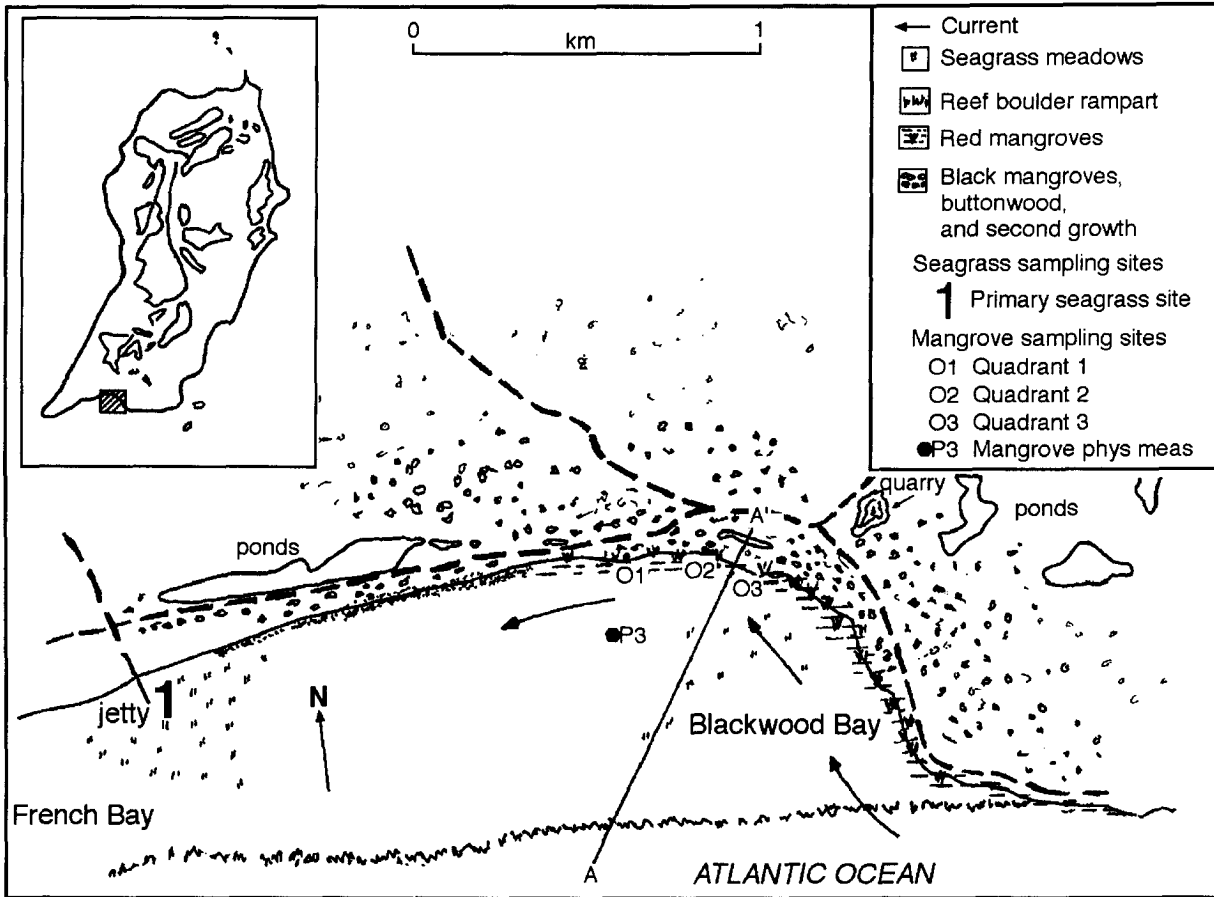 0 1
km
Current
Seagrass meadows
Reef boulder rampart
Red mangroves
Black mangroves,
buttonwood,
and second growth
Seagrass sampling sites
1 Primary seagrass site
Mangrove sampling sites
O1 Quadrant 1
O2 Quadrant 2
O3 Quadrant 3
P3 Mangrove phys meas
quarry
ponds
A'
ponds
O1
O2
O3
P3
N
jetty
1
Blackwood Bay
French Bay
A
ATLANTIC OCEAN